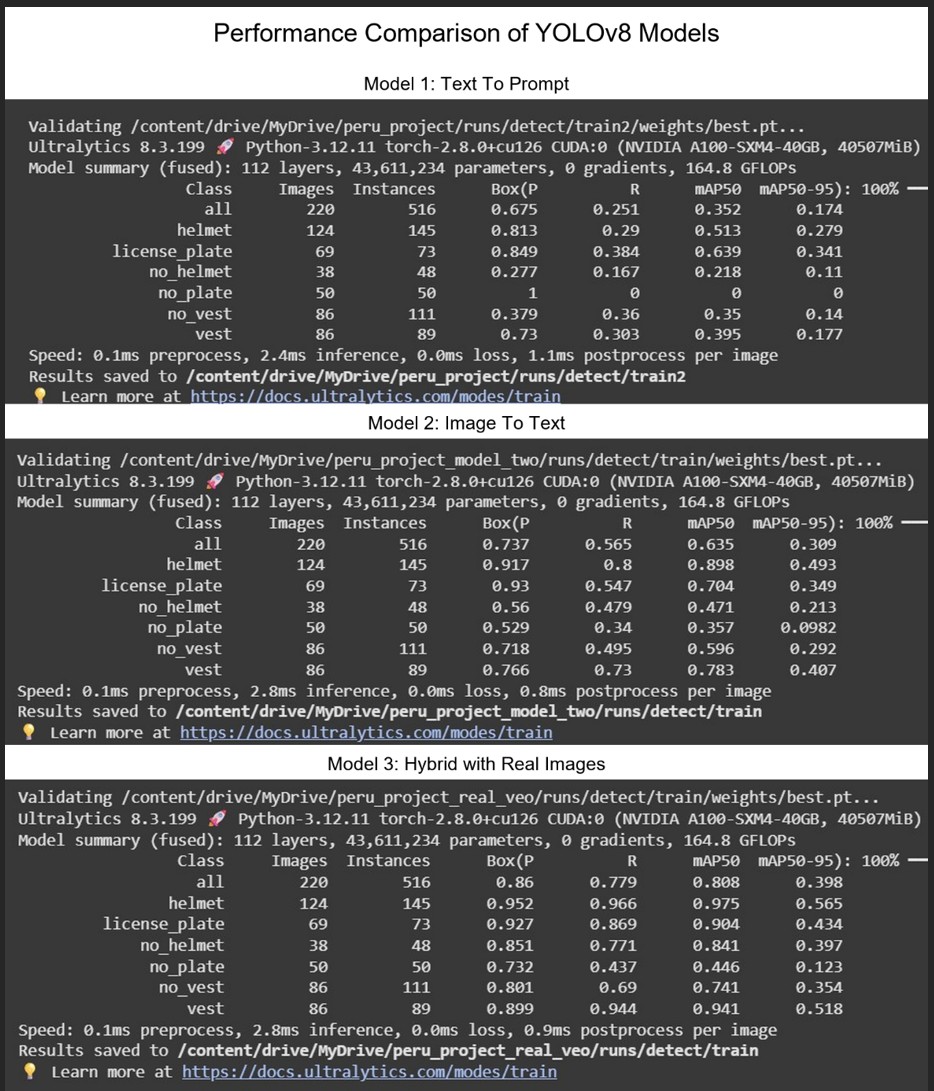 Performance Comparison of YOLOv8 Models
Model 1: Text To Prompt
Validating /content/drive/MyDrive/peru_project/runs/detect/train2/weights/best.pt...
Ultralytics 8.3.199 🚀 Python-3.12.11 torch-2.8.0+cu126 CUDA:0 (NVIDIA A100-SXM4-40GB, 40507MiB)
Model summary (fused): 112 layers, 43,611,234 parameters, 0 gradients, 164.8 GFLOPs
Class Images Instances Box(P R mAP50 mAP50-95): 100% ━
all 220 516 0.675 0.251 0.352 0.174
helmet 124 145 0.813 0.29 0.513 0.279
license_plate 69 73 0.849 0.384 0.639 0.341
no_helmet 38 48 0.277 0.167 0.218 0.11
no_plate 50 50 1 0 0 0
no_vest 86 111 0.379 0.36 0.35 0.14
vest 86 89 0.73 0.303 0.395 0.177
Speed: 0.1ms preprocess, 2.4ms inference, 0.0ms loss, 1.1ms postprocess per image
Results saved to /content/drive/MyDrive/peru_project/runs/detect/train2
💡 Learn more at https://docs.ultralytics.com/modes/train
Model 2: Image To Text
Validating /content/drive/MyDrive/peru_project_model_two/runs/detect/train/weights/best.pt...
Ultralytics 8.3.199 🚀 Python-3.12.11 torch-2.8.0+cu126 CUDA:0 (NVIDIA A100-SXM4-40GB, 40507MiB)
Model summary (fused): 112 layers, 43,611,234 parameters, 0 gradients, 164.8 GFLOPs
Class Images Instances Box(P R mAP50 mAP50-95): 100% ━
all 220 516 0.737 0.565 0.635 0.309
helmet 124 145 0.917 0.8 0.898 0.493
license_plate 69 73 0.93 0.547 0.704 0.349
no_helmet 38 48 0.56 0.479 0.471 0.213
no_plate 50 50 0.529 0.34 0.357 0.0982
no_vest 86 111 0.718 0.495 0.596 0.292
vest 86 89 0.766 0.73 0.783 0.407
Speed: 0.1ms preprocess, 2.8ms inference, 0.0ms loss, 0.8ms postprocess per image
Results saved to /content/drive/MyDrive/peru_project_model_two/runs/detect/train
💡 Learn more at https://docs.ultralytics.com/modes/train
Model 3: Hybrid with Real Images
Validating /content/drive/MyDrive/peru_project_real_veo/runs/detect/train/weights/best.pt...
Ultralytics 8.3.199 🚀 Python-3.12.11 torch-2.8.0+cu126 CUDA:0 (NVIDIA A100-SXM4-40GB, 40507MiB)
Model summary (fused): 112 layers, 43,611,234 parameters, 0 gradients, 164.8 GFLOPs
Class Images Instances Box(P R mAP50 mAP50-95): 100% ━
all 220 516 0.86 0.779 0.808 0.398
helmet 124 145 0.952 0.966 0.975 0.565
license_plate 69 73 0.927 0.869 0.904 0.434
no_helmet 38 48 0.851 0.771 0.841 0.397
no_plate 50 50 0.732 0.437 0.446 0.123
no_vest 86 111 0.801 0.69 0.741 0.354
vest 86 89 0.899 0.944 0.941 0.518
Speed: 0.1ms preprocess, 2.8ms inference, 0.0ms loss, 0.9ms postprocess per image
Results saved to /content/drive/MyDrive/peru_project_real_veo/runs/detect/train
💡 Learn more at https://docs.ultralytics.com/modes/train